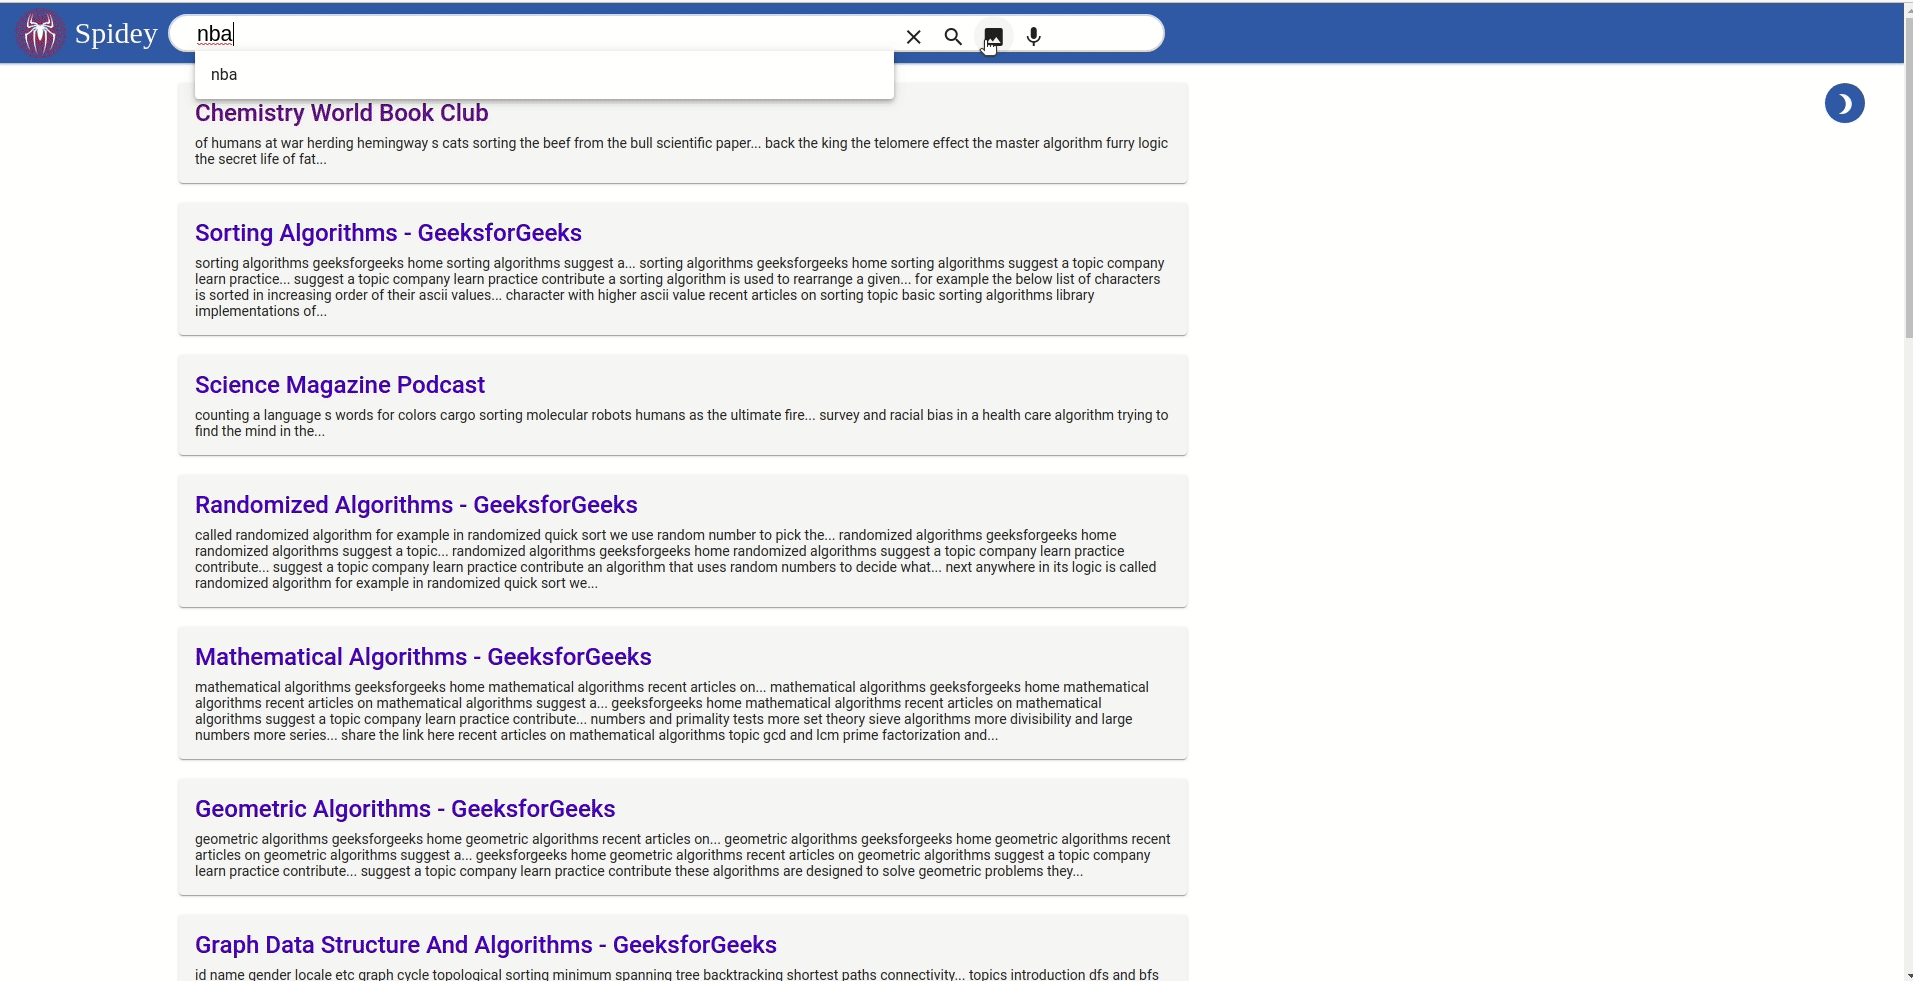 Spidey
nba
nba
Chemistry World Book Club
of humans at war herding hemingway s cats sorting the beef from the bull scientific paper... back the king the telomere effect the master algorithm furry logic
the secret life of fat...
Sorting Algorithms - GeeksforGeeks
sorting algorithms geeksforgeeks home sorting algorithms suggest a... sorting algorithms geeksforgeeks home sorting algorithms suggest a topic company
learn practice... suggest a topic company learn practice contribute a sorting algorithm is used to rearrange a given... for example the below list of characters
is sorted in increasing order of their ascii values... character with higher ascii value recent articles on sorting topic basic sorting algorithms library
implementations of...
Science Magazine Podcast
counting a language s words for colors cargo sorting molecular robots humans as the ultimate fire... survey and racial bias in a health care algorithm trying to
find the mind in the...
Randomized Algorithms - GeeksforGeeks
called randomized algorithm for example in randomized quick sort we use random number to pick the... randomized algorithms geeksforgeeks home
randomized algorithms suggest a topic... randomized algorithms geeksforgeeks home randomized algorithms suggest a topic company learn practice
contribute... suggest a topic company learn practice contribute an algorithm that uses random numbers to decide what... next anywhere in its logic is called
randomized algorithm for example in randomized quick sort we...
Mathematical Algorithms - GeeksforGeeks
mathematical algorithms geeksforgeeks home mathematical algorithms recent articles on... mathematical algorithms geeksforgeeks home mathematical
algorithms recent articles on mathematical algorithms suggest a... geeksforgeeks home mathematical algorithms recent articles on mathematical
algorithms suggest a topic company learn practice contribute... numbers and primality tests more set theory sieve algorithms more divisibility and large
numbers more series... share the link here recent articles on mathematical algorithms topic gcd and lcm prime factorization and...
Geometric Algorithms - GeeksforGeeks
geometric algorithms geeksforgeeks home geometric algorithms recent articles on... geometric algorithms geeksforgeeks home geometric algorithms recent
articles on geometric algorithms suggest a... geeksforgeeks home geometric algorithms recent articles on geometric algorithms suggest a topic company
learn practice contribute... suggest a topic company learn practice contribute these algorithms are designed to solve geometric problems they...
Graph Data Structure And Algorithms - GeeksforGeeks
id name gender locale etc graph cycle topological sorting minimum spanning tree backtracking shortest paths connectivity... topics introduction dfs and bfs